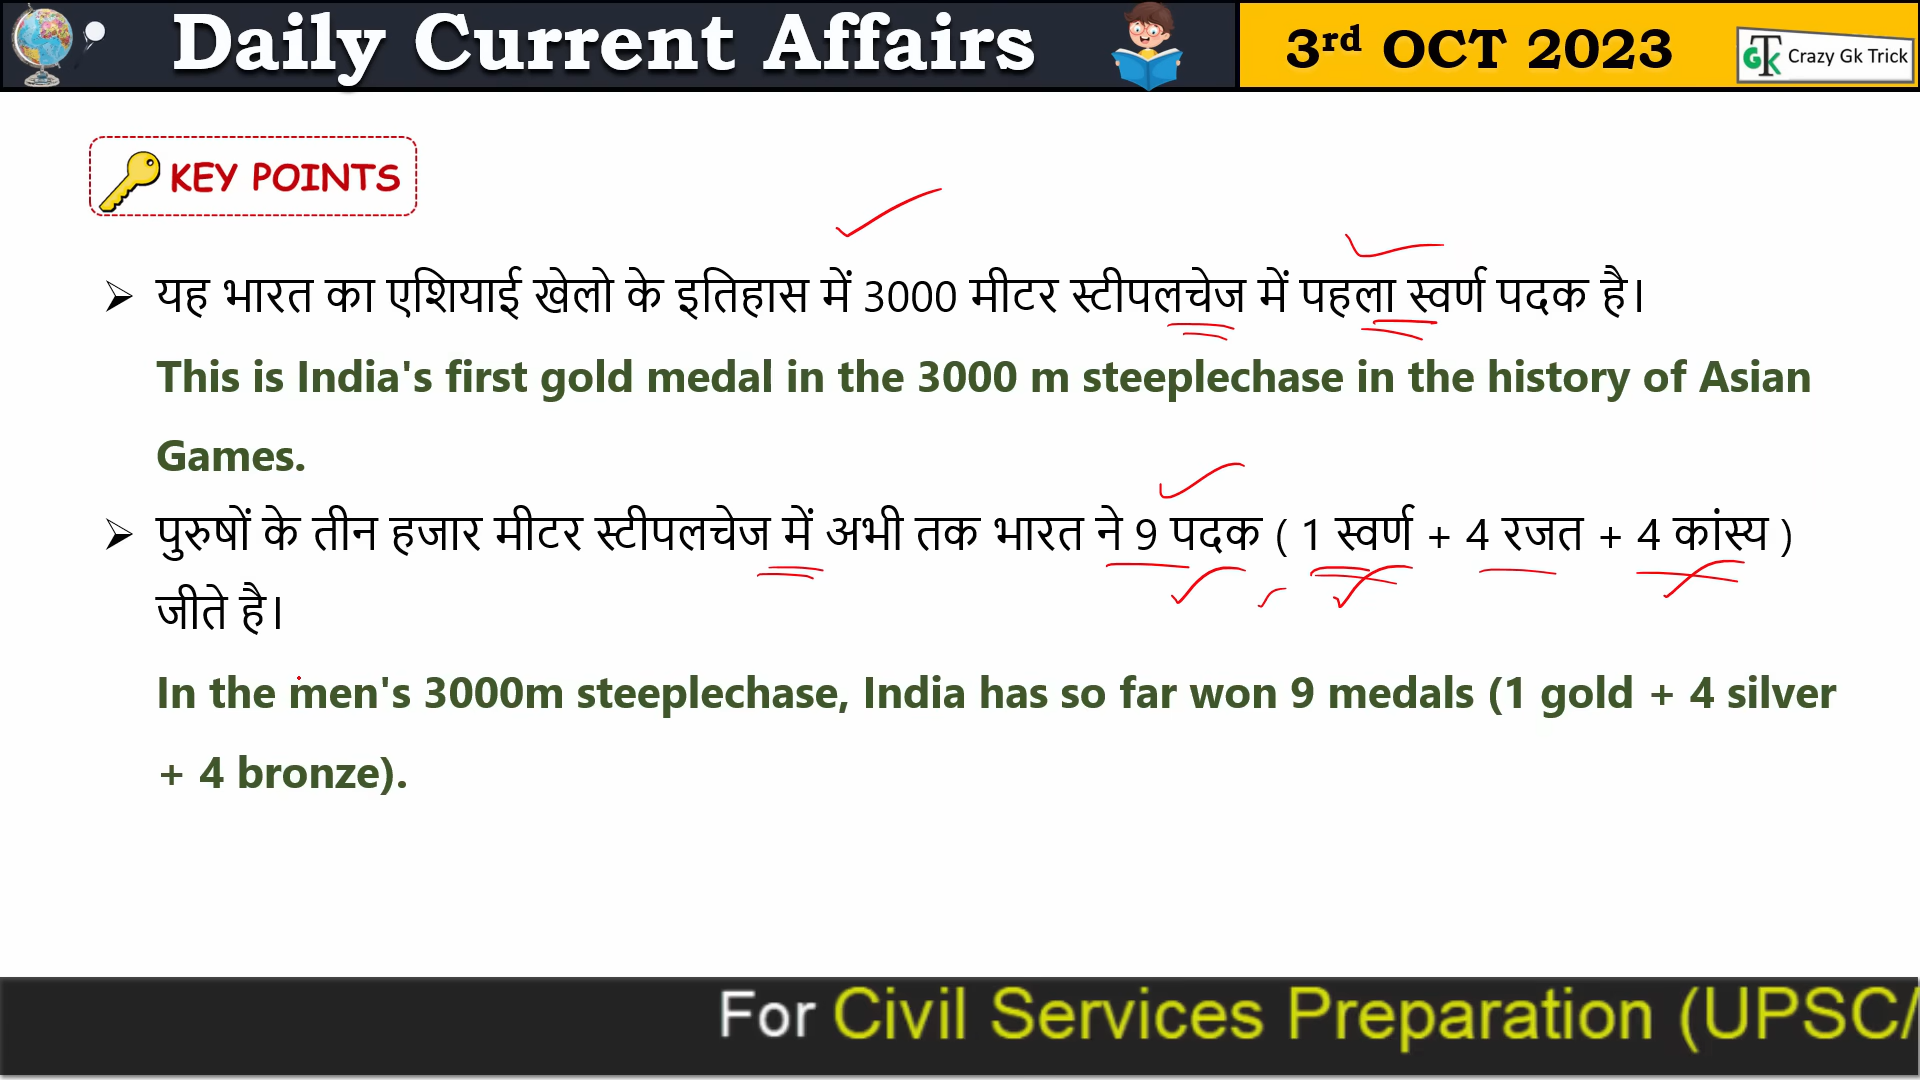 Daily Current Affairs
3rd OCT 2023
GK Crazy Gk Trick
KEY POINTS
➢ यह भारत का एशियाई खेलो के इतिहास में 3000 मीटर स्टीपलचेज में पहला स्वर्ण पदक है।
This is India's first gold medal in the 3000 m steeplechase in the history of Asian
Games.
➢ पुरुषों के तीन हजार मीटर स्टीपलचेज में अभी तक भारत ने 9 पदक ( 1 स्वर्ण + 4 रजत + 4 कांस्य )
जीते है।
In the men's 3000m steeplechase, India has so far won 9 medals (1 gold + 4 silver
+ 4 bronze).
For Civil Services Preparation (UPSC/